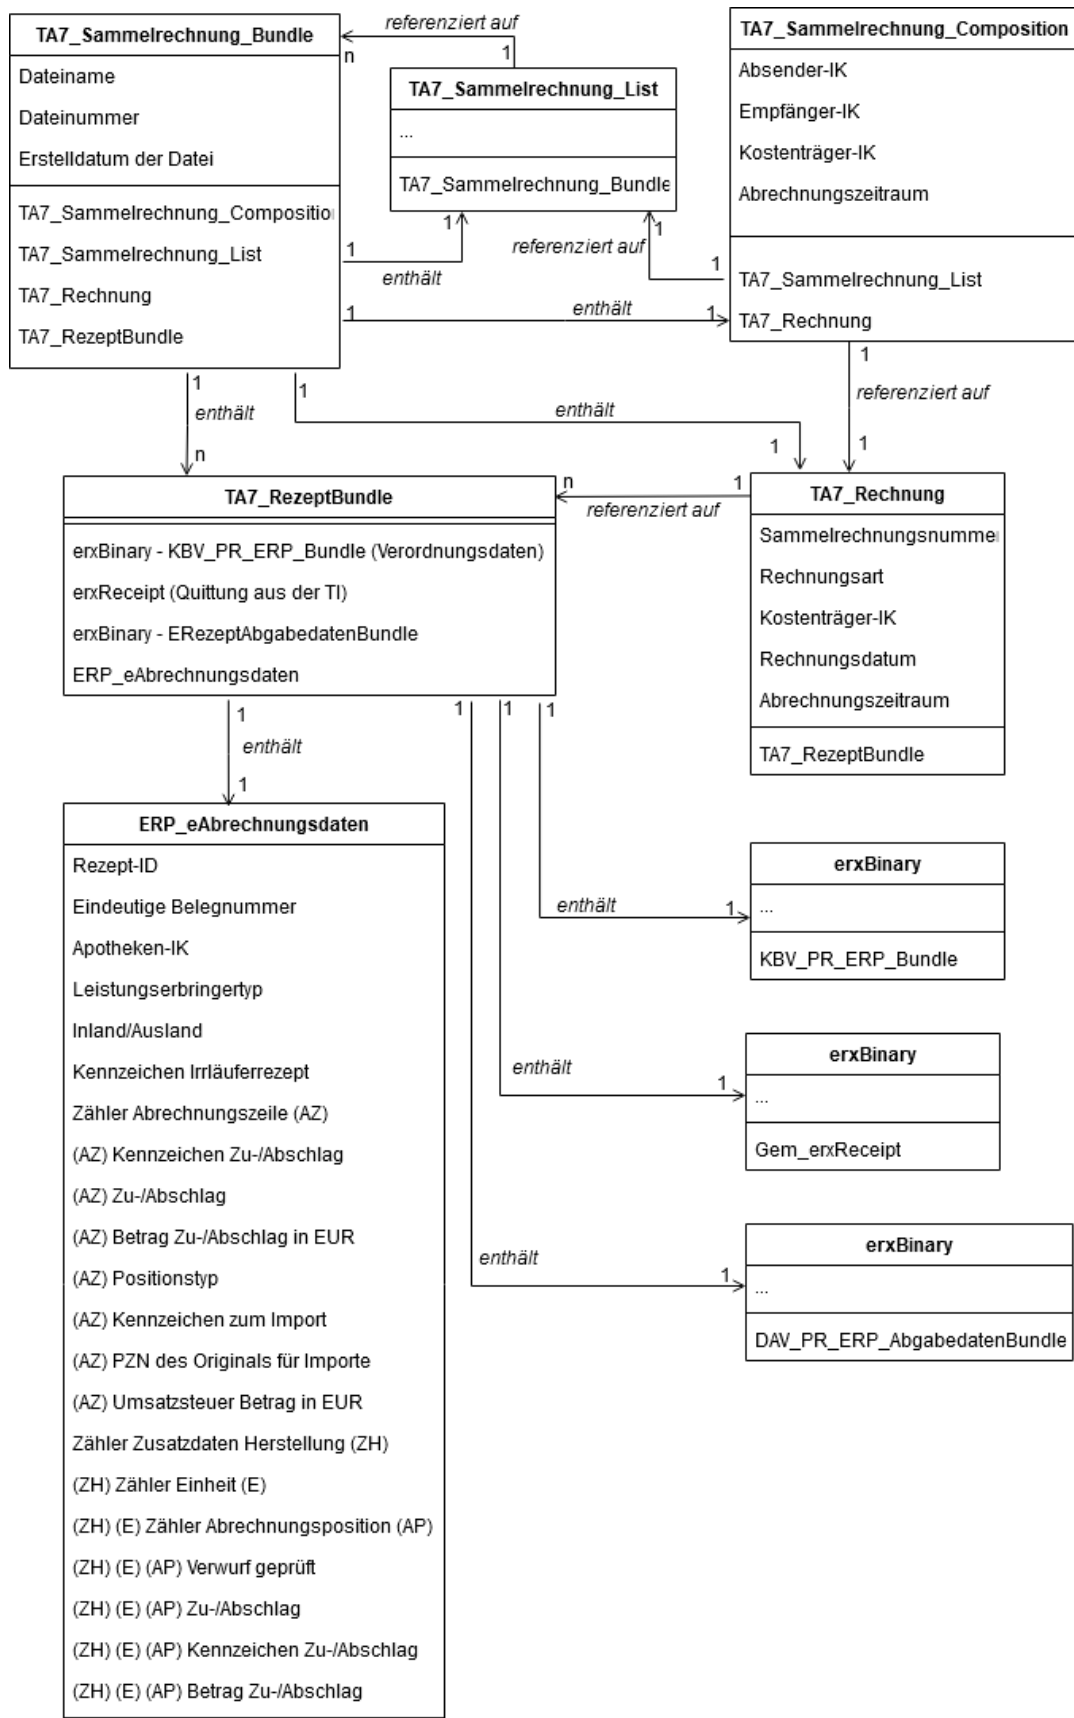 TA7_Sammelrechnung_Bundle
Dateiname
Dateinummer
Erstelldatum der Datei
TA7_Sammelrechnung_Compositio
TA7_Sammelrechnung_List
TA7_Rechnung
TA7_RezeptBundle
referenziert auf
n
1
TA7_Sammelrechnung_List
...
TA7_Sammelrechnung_Bundle
1
enthält
1
referenziert auf
1
1
1
enthält
1
TA7_Sammelrechnung_Composition
Absender-IK
Empfänger-IK
Kostenträger-IK
Abrechnungszeitraum
TA7_Sammelrechnung_List
TA7_Rechnung
1
enthält
n
1
enthält
1
1
referenziert auf
1
TA7_RezeptBundle
erxBinary - KBV_PR_ERP_Bundle (Verordnungsdaten)
erxReceipt (Quittung aus der TI)
erxBinary - ERezeptAbgabedatenBundle
ERP_eAbrechnungsdaten
n
1
referenziert auf
TA7_Rechnung
Sammelrechnungsnumme
Rechnungsart
Kostenträger-IK
Rechnungsdatum
Abrechnungszeitraum
TA7_RezeptBundle
1
enthält
1
1
1
1
ERP_eAbrechnungsdaten
Rezept-ID
Eindeutige Belegnummer
Apotheken-IK
Leistungserbringertyp
Inland/Ausland
Kennzeichen Irrläuferrezept
Zähler Abrechnungszeile (AZ)
(AZ) Kennzeichen Zu-/Abschlag
(AZ) Zu-/Abschlag
(AZ) Betrag Zu-/Abschlag in EUR
(AZ) Positionstyp
(AZ) Kennzeichen zum Import
(AZ) PZN des Originals für Importe
(AZ) Umsatzsteuer Betrag in EUR
Zähler Zusatzdaten Herstellung (ZH)
(ZH) Zähler Einheit (E)
(ZH) (E) Zähler Abrechnungsposition (AP)
(ZH) (E) (AP) Verwurf geprüft
(ZH) (E) (AP) Zu-/Abschlag
(ZH) (E) (AP) Kennzeichen Zu-/Abschlag
(ZH) (E) (AP) Betrag Zu-/Abschlag
enthält
1
erxBinary
...
KBV_PR_ERP_Bundle
enthält
1
erxBinary
...
Gem_erxReceipt
enthält
1
erxBinary
...
DAV_PR_ERP_AbgabedatenBundle